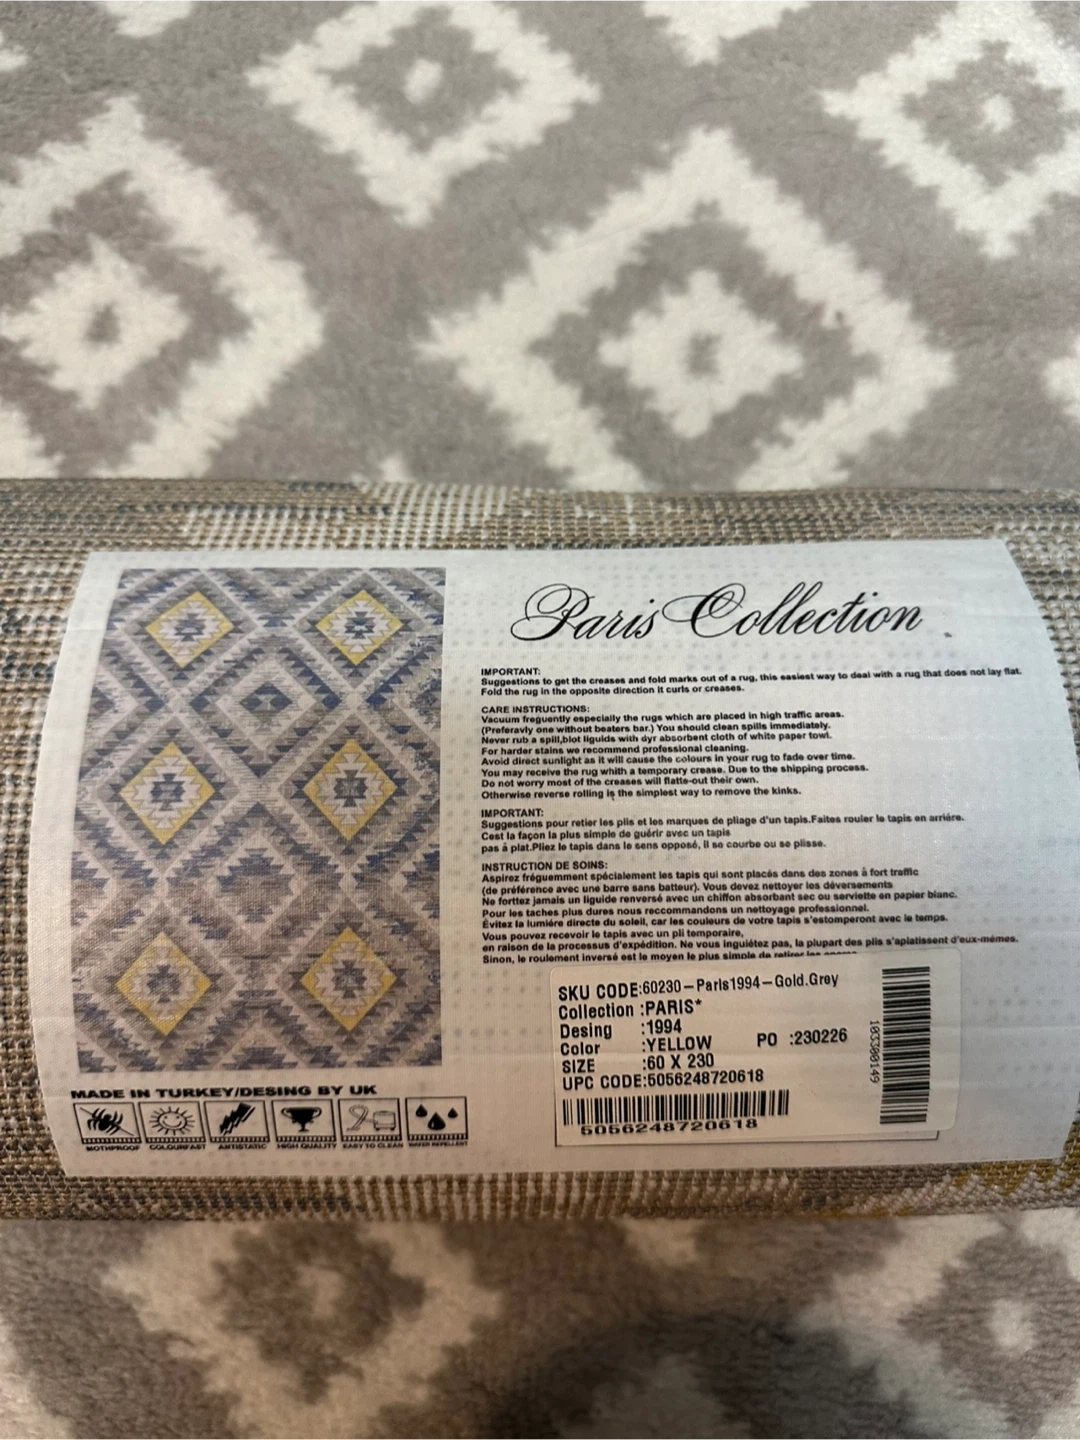 Paris Collection
IMPORTANT:
Suggestions to get the creases and fold marks out of a rug, this easiest way to deal with a rug that does not lay flat.
Fold the rug in the opposite direction it curls or creases.
CARE INSTRUCTIONS:
Vacuum freguently especially the rugs which are placed in high traffic areas.
(Preferavly one without beaters bar.) You should clean spills immediately.
Never rub a spill,blot liguids with dyr absorbent cloth of white paper towl.
For harder stains we recommend professional cleaning.
Avoid direct sunlight as it will cause the colours in your rug to fade over time.
You may receive the rug whith a temporary crease. Due to the shipping process.
Do not worry most of the creases will flatte-out their own.
Otherwise reverse rolling is the simplest way to remove the kinks.
IMPORTANT:
Suggestions pour retier les plis et les marques de pliage d'un tapis.Faites rouler le tapis en arriére.
Cest la façon la plus simple de guérir avec un tapis
pas á plat.Pliez le tapis dans le sens opposé, Il se courbe ou se plisse.
INSTRUCTION DE SOINS:
Aspirez fréguemment spécialement les tapis qui sont placés dans des zones á fort traffic
(de préférence avec une barre sans batteur). Vous devez nettoyer les déversements
Ne forttez jamais un liguide renversé avec un chiffon absorbant sec ou serviette en papier blanc.
Pour les taches plus dures nous reccommandons un nettoyage professionnel.
Évitez la lumiére directe du soleil, car les couleurs de votre tapis s'estomperont avec le temps.
Vous pouvez recevoir le tapis avec un pli temporaire,
en raison de la processus d'expédition. Ne vous inguiétez pas, la plupart des plis s'aplatissent d'eux-mémes.
Sinon, le roulement inversé est le moyen le plus simple de retirer les
SKU CODE:60230-Paris1994-Gold.Grey
Collection :PARIS*
Desing :1994
Color :YELLOW PO :230226
SIZE :60 X 230
UPC CODE:5056248720618
5056248720618
103300149
MADE IN TURKEY/DESING BY UK
MOTHPROOF COLOURFAST ANTISTATIC HIGH QUALITY EASY TO CLEAN WATER REPELLENT